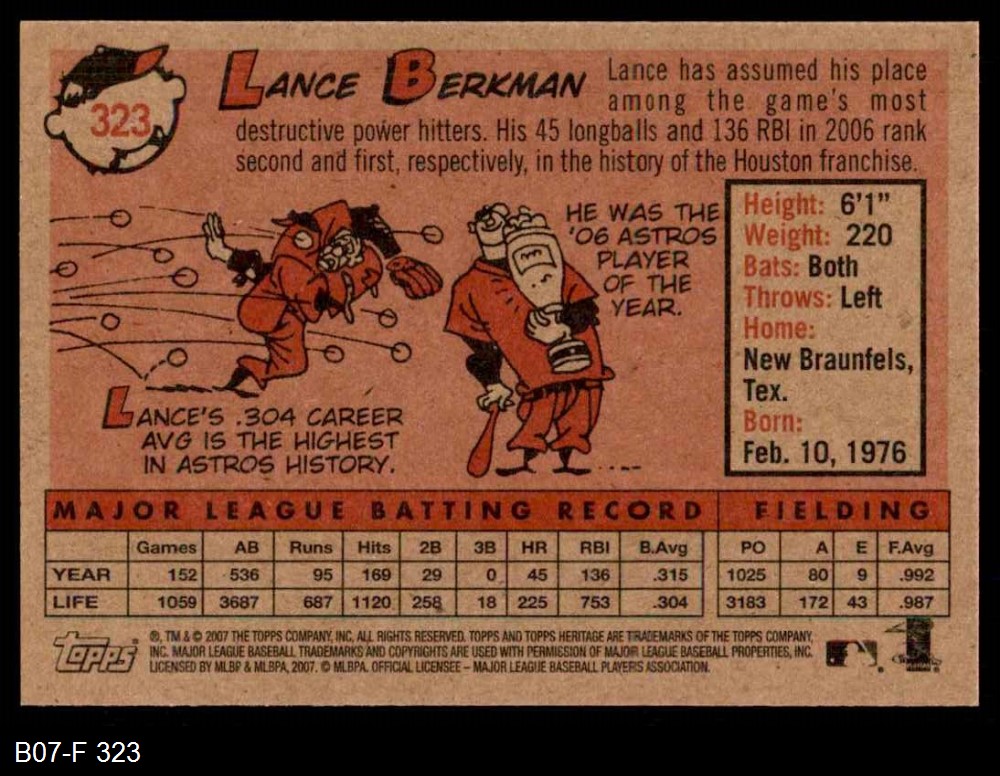 323
LANCE BERKMAN
Lance has assumed his place
among the game's most
destructive power hitters. His 45 longballs and 136 RBI in 2006 rank
second and first, respectively, in the history of the Houston franchise.
HE WAS THE
'06 ASTROS
PLAYER
OF THE
YEAR.
LANCE'S .304 CAREER
AVG IS THE HIGHEST
IN ASTROS HISTORY.
Height: 6'1"
Weight: 220
Bats: Both
Throws: Left
Home:
New Braunfels,
Tex.
Born:
Feb. 10, 1976
MAJOR LEAGUE BATTING RECORD FIELDING
Games AB Runs Hits 2B 3B HR RBI B.Avg PO A E F.Avg
YEAR 152 536 95 169 29 0 45 136 .315 1025 80 9 .992
LIFE 1059 3687 687 1120 258 18 225 753 .304 3183 172 43 .987
TOPPS
®, TM & © 2007 THE TOPPS COMPANY, INC. ALL RIGHTS RESERVED. TOPPS AND TOPPS HERITAGE ARE TRADEMARKS OF THE TOPPS COMPANY,
INC. MAJOR LEAGUE BASEBALL TRADEMARKS AND COPYRIGHTS ARE USED WITH PERMISSION OF MAJOR LEAGUE BASEBALL PROPERTIES, INC.
LICENSED BY MLBP & MLBPA, 2007. © MLBPA. OFFICIAL LICENSEE – MAJOR LEAGUE BASEBALL PLAYERS ASSOCIATION.
B07-F 323